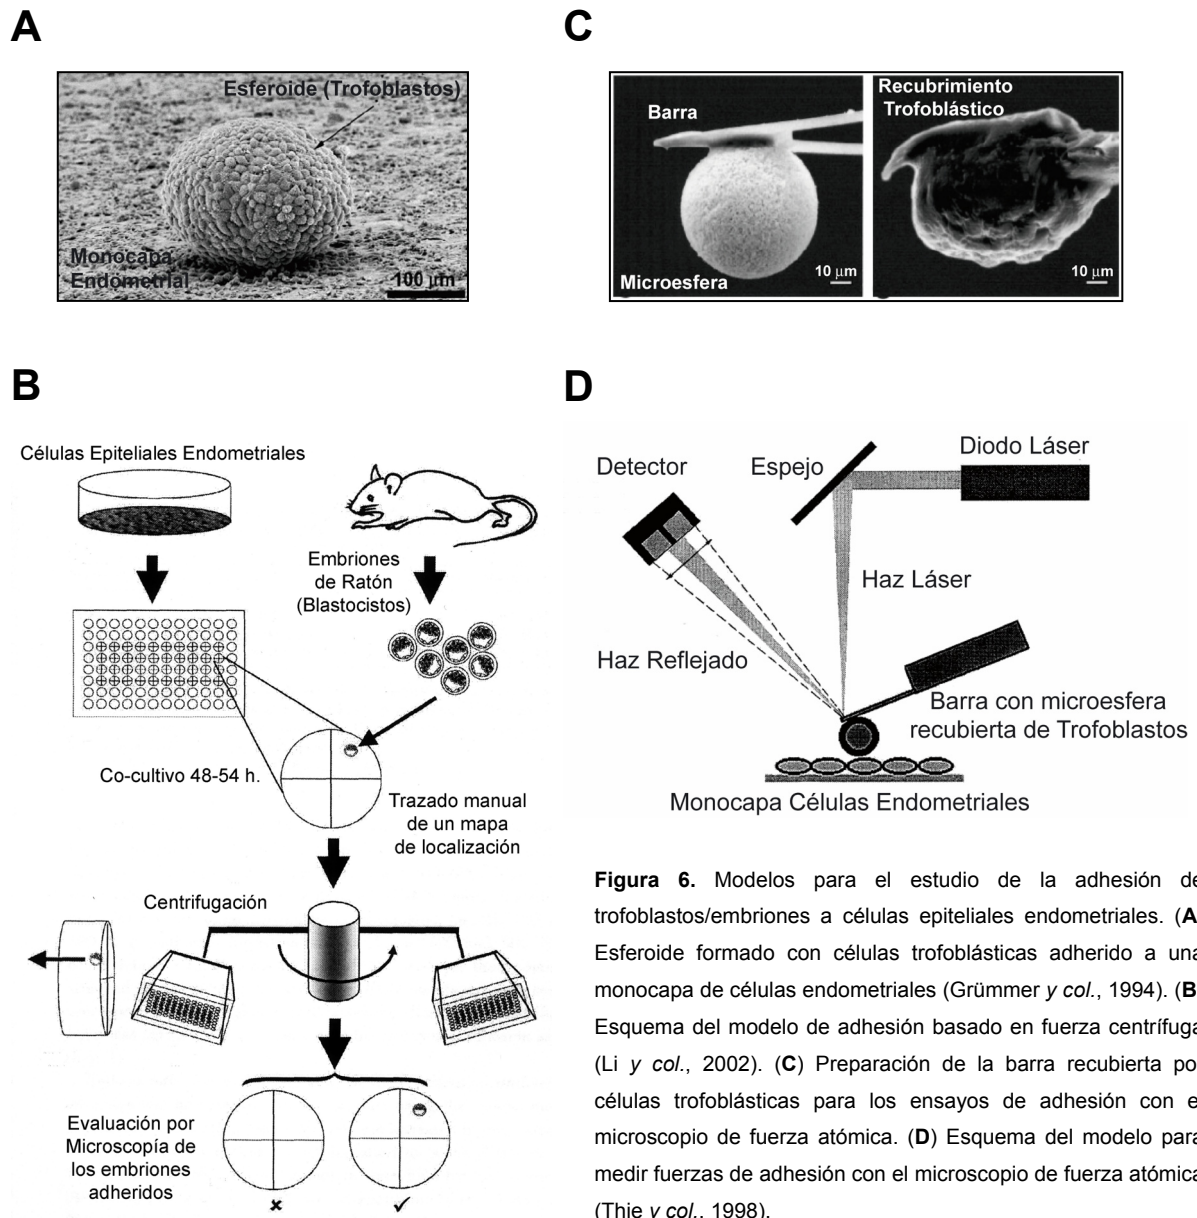 A
Esferoide (Trofoblastos)
Monocapa
Endometrial
100 µm
B
Células Epiteliales Endometriales
Embriones
de Ratón
(Blastocistos)
Co-cultivo 48-54 h.
Trazado manual
de un mapa
de localización
Centrifugación
Evaluación por
Microscopía de
los embriones
adheridos
C
Barra
Microesfera
10 µm
Recubrimiento
Trofoblástico
10 µm
D
Detector
Espejo
Diodo Láser
Haz Láser
Haz Reflejado
Barra con microesfera
recubierta de Trofoblastos
Monocapa Células Endometriales
Figura 6. Modelos para el estudio de la adhesión de
trofoblastos/embriones a células epiteliales endometriales. (A
Esferoide formado con células trofoblásticas adherido a una
monocapa de células endometriales (Grümmer y col., 1994). (B
Esquema del modelo de adhesión basado en fuerza centrífuga
(Li y col., 2002). (C) Preparación de la barra recubierta po
células trofoblásticas para los ensayos de adhesión con e
microscopio de fuerza atómica. (D) Esquema del modelo para
medir fuerzas de adhesión con el microscopio de fuerza atómica
(Thie y col., 1998).